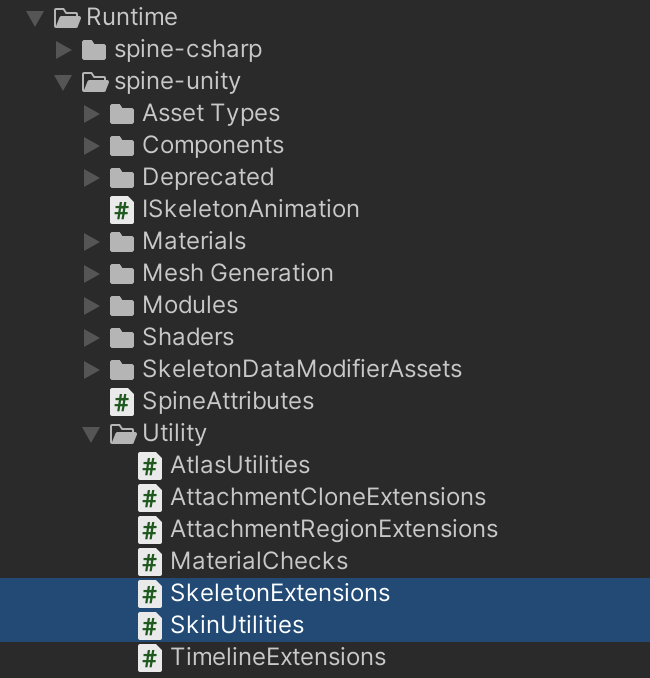 Runtime
spine-csharp
spine-unity
Asset Types
Components
Deprecated
# ISkeletonAnimation
Materials
Mesh Generation
Modules
Shaders
SkeletonDataModifierAssets
# SpineAttributes
Utility
# AtlasUtilities
# AttachmentCloneExtensions
# AttachmentRegionExtensions
# MaterialChecks
# SkeletonExtensions
# SkinUtilities
# TimelineExtensions